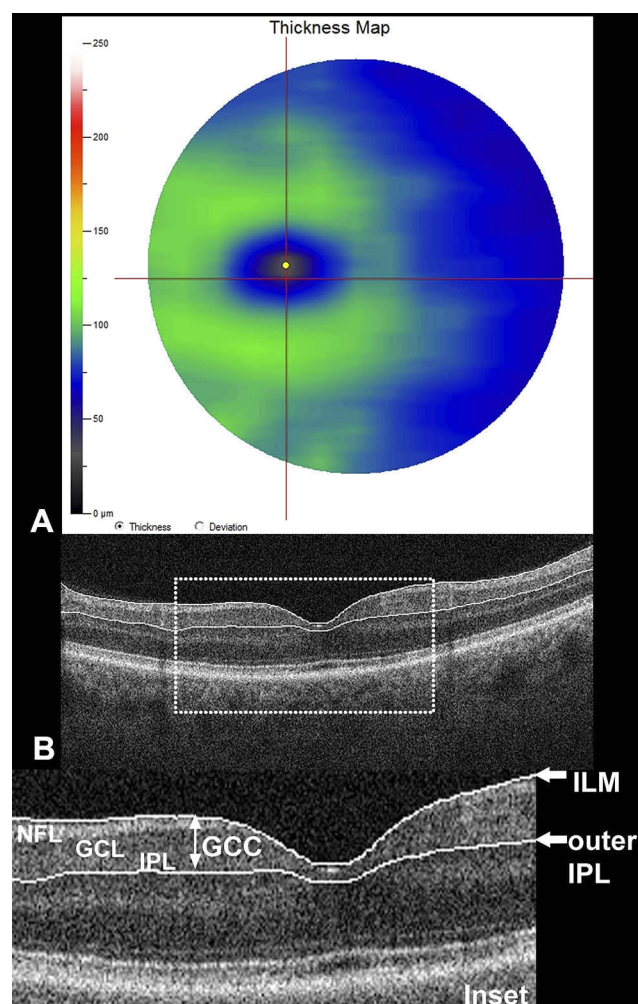 Thickness Map
250
200
150
100
50
0 µm
Thickness Deviation
A
B
ILM
NFL
GCL IPL GCC
outer
IPL
Inset